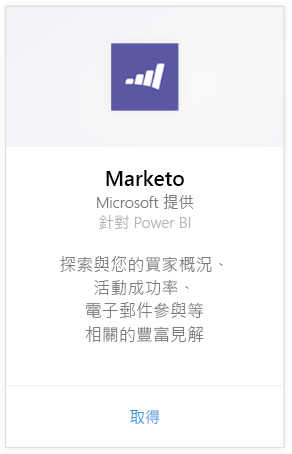 Marketo
Microsoft 提供
針對 Power BI
探索與您的買家概況、
活動成功率、
電子郵件參與等
相關的豐富見解
取得